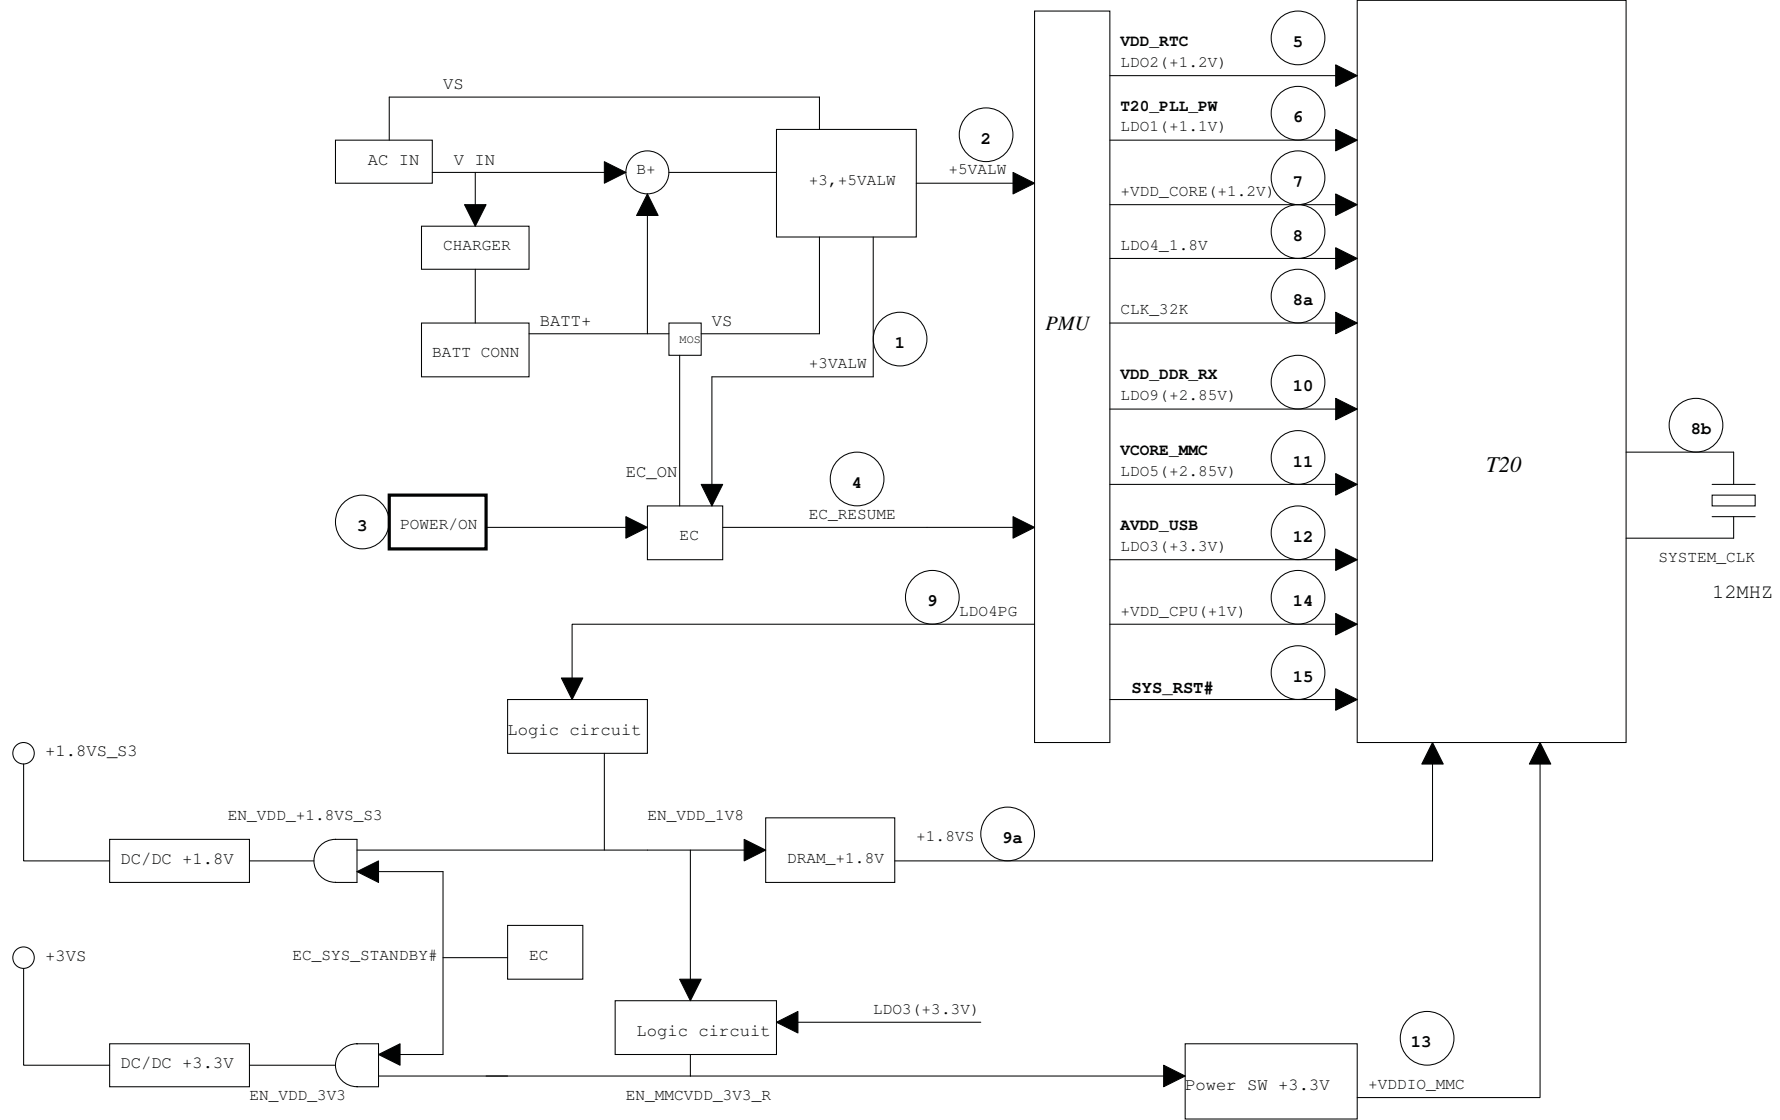 VDD_RTC
5
LDO2(+1.2V)
VS
T20_PLL_PW
6
LDO1(+1.1V)
2
AC IN
V IN
B+
+5VALW
+3,+5VALW
7
+VDD_CORE(+1.2V)
8
CHARGER
LDO4_1.8V
8a
CLK_32K
BATT+
VS
PMU
MOS
1
BATT CONN
+3VALW
VDD_DDR_RX
10
LDO9(+2.85V)
8b
VCORE_MMC
11
T20
EC_ON
LDO5(+2.85V)
4
EC_RESUME
3
POWER/ON
AVDD_USB
12
EC
LDO3(+3.3V)
SYSTEM_CLK
12MHZ
9
LDO4PG
14
+VDD_CPU(+1V)
15
SYS_RST#
Logic circuit
+1.8VS_S3
EN_VDD_+1.8VS_S3
EN_VDD_1V8
+1.8VS
9a
DC/DC +1.8V
DRAM_+1.8V
+3VS
EC_SYS_STANDBY#
EC
LDO3(+3.3V)
Logic circuit
13
DC/DC +3.3V
Power SW +3.3V
+VDDIO_MMC
EN_VDD_3V3
EN_MMCVDD_3V3_R